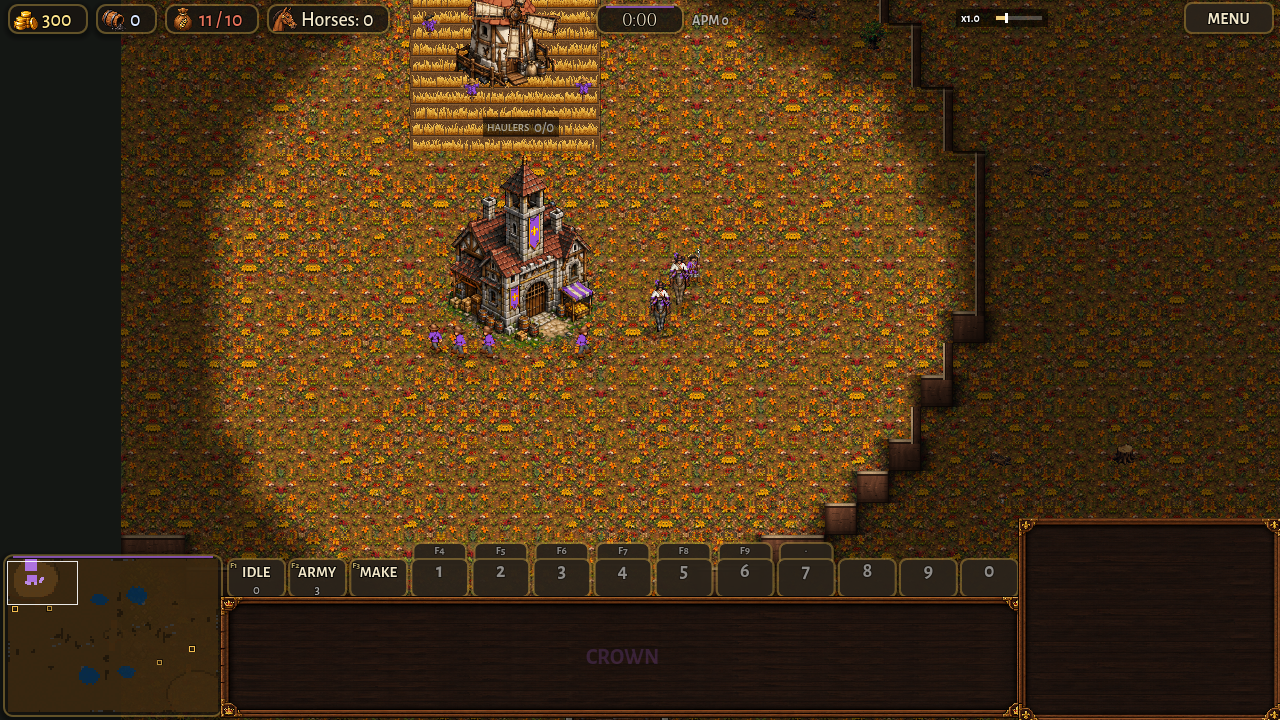 300
0
11 / 10
Horses: 0
0:00
APM 0
x1.0
MENU
HAULERS 0/0
F1 IDLE 0
F2 ARMY 3
F3 MAKE
F4 1
F5 2
F6 3
F7 4
F8 5
F9 6
7
8
9
0
CROWN